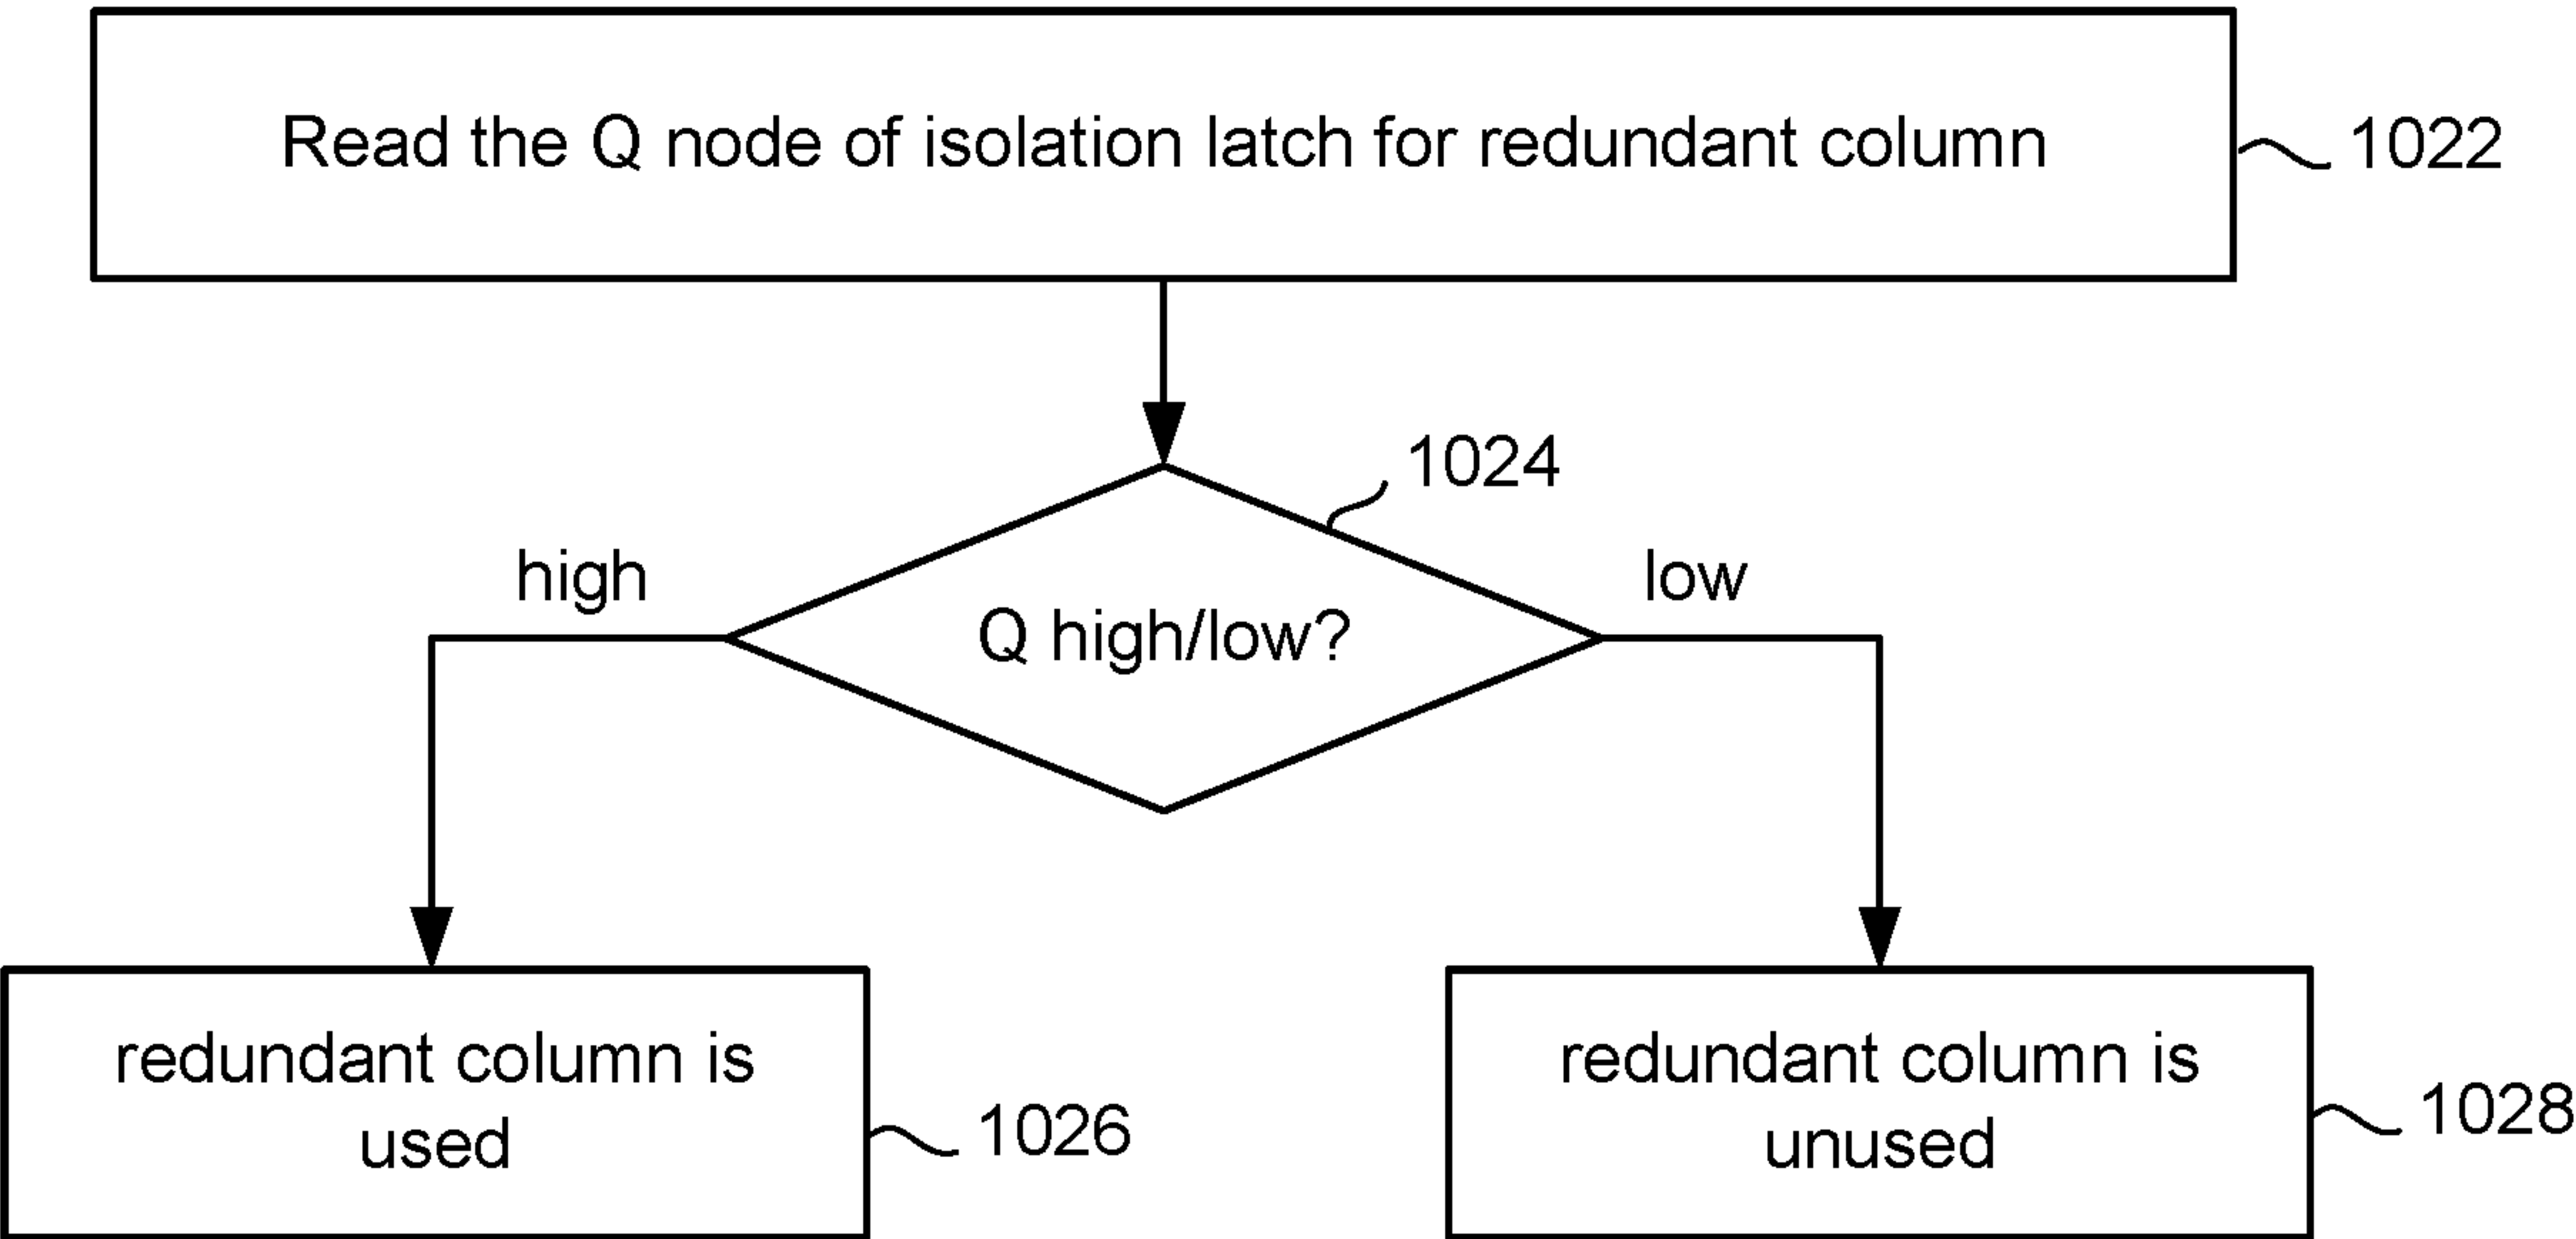 Read the Q node of isolation latch for redundant column
1022
1024
high
low
Q high/low?
redundant column is
used
1026
redundant column is
unused
1028